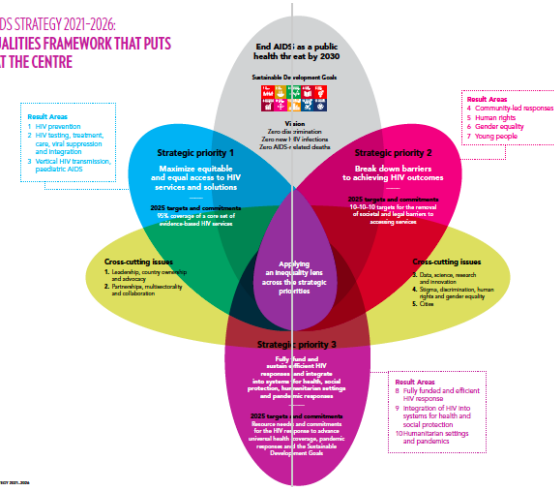 DS STRATEGY 2021-2026:
ALITIES FRAMEWORK THAT PUTS
T THE CENTRE
End AIDS as a public
health threat by 2030
Sustainable Development Goals
Vision
Zero discrimination
Zero new HIV infections
Zero AIDS-related deaths
Result Areas
1 HIV prevention
2 HIV testing, treatment,
care, viral suppression
and integration
3 Vertical HIV transmission,
paediatric AIDS
Result Areas
4 Community-led responses
5 Human rights
6 Gender equality
7 Young people
Strategic priority 1
Maximize equitable
and equal access to HIV
services and solutions
2025 targets and commitments
95% coverage of a core set of
evidence-based HIV services
Strategic priority 2
Break down barriers
to achieving HIV outcomes
2025 targets and commitments
10-10-10 targets for the removal
of societal and legal barriers to
accessing services
Cross-cutting issues
1. Leadership, country ownership
and advocacy
2. Partnerships, multisectorality
and collaboration
Applying
an inequality lens
across the strategic
priorities
Cross-cutting issues
3. Data, science, research
and innovation
4. Stigma, discrimination, human
rights and gender equality
5. Cities
Strategic priority 3
Fully fund and
sustain efficient HIV
responses and integrate
into systems for health, social
protection, humanitarian settings
and pandemic responses
2025 targets and commitments
Resource needs and commitments
for the HIV response to advance
universal health coverage, pandemic
responses and the Sustainable
Development Goals
Result Areas
8 Fully funded and efficient
HIV response
9 Integration of HIV into
systems for health and
social protection
10 Humanitarian settings
and pandemics